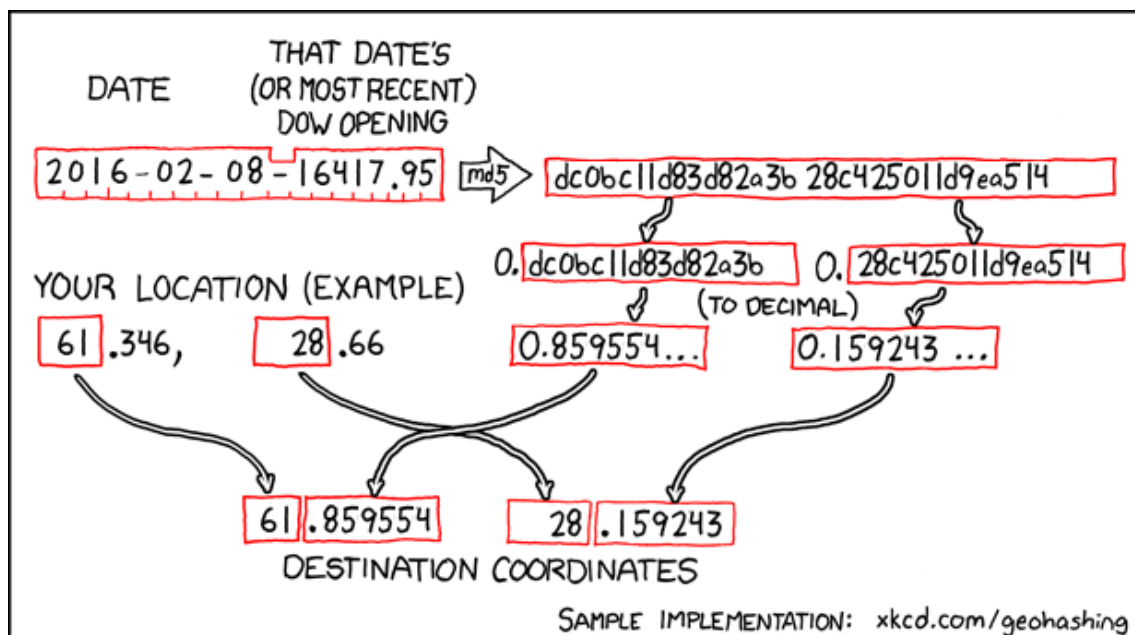 DATE
THAT DATE'S
(OR MOST RECENT)
DOW OPENING
2016-02-08-16417.95
md5
dc0bc11d83d82a3b 28c425011d9ea514
0.dc0bc11d83d82a3b
0.28c425011d9ea514
(TO DECIMAL)
YOUR LOCATION (EXAMPLE)
61.346, 28.66
0.859554...
0.159243 ...
61.859554 28.159243
DESTINATION COORDINATES
SAMPLE IMPLEMENTATION: xkcd.com/geohashing